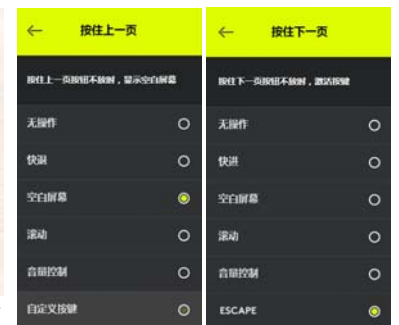 ← 按住上一页
按住上一页按钮不放时，显示空白屏幕
无操作
快退
空白屏幕
滚动
音量控制
自定义按键
← 按住下一页
按住下一页按钮不放时，激活按键
无操作
快进
空白屏幕
滚动
音量控制
ESCAPE